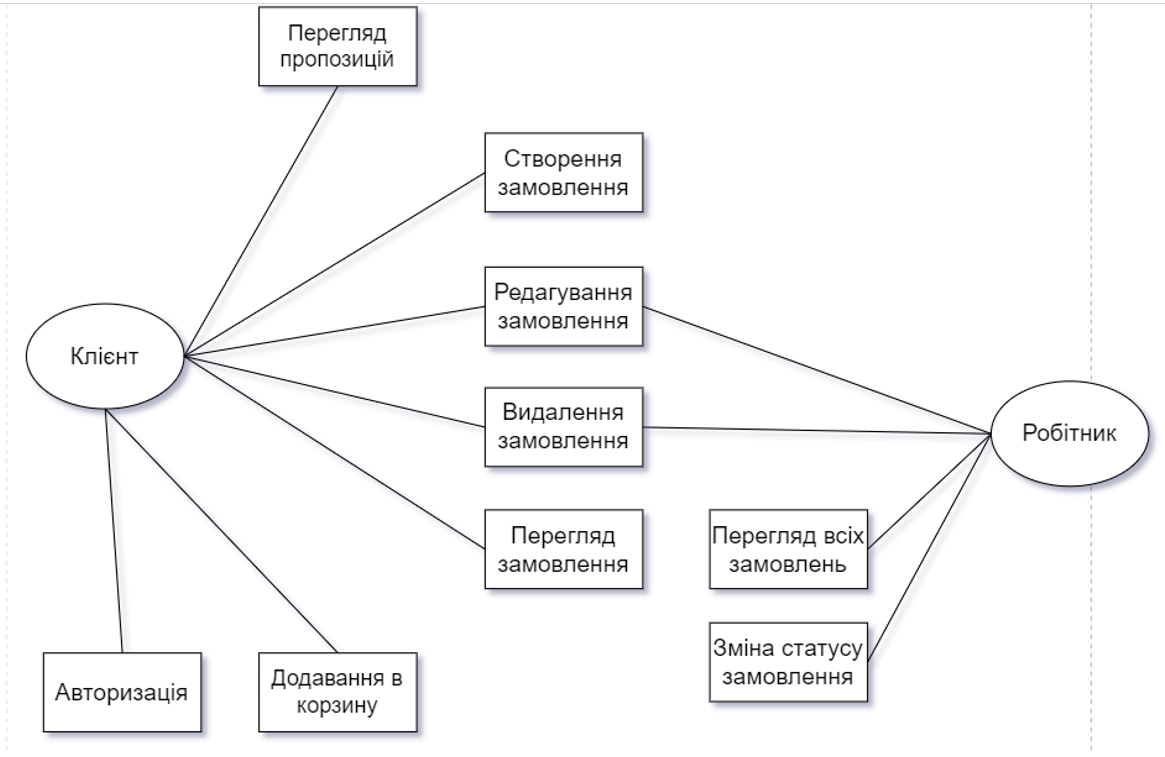 Перегляд
пропозицій
Створення
замовлення
Редагування
замовлення
Клієнт
Видалення
замовлення
Робітник
Перегляд
замовлення
Перегляд всіх
замовлень
Зміна статусу
замовлення
Авторизація
Додавання в
корзину